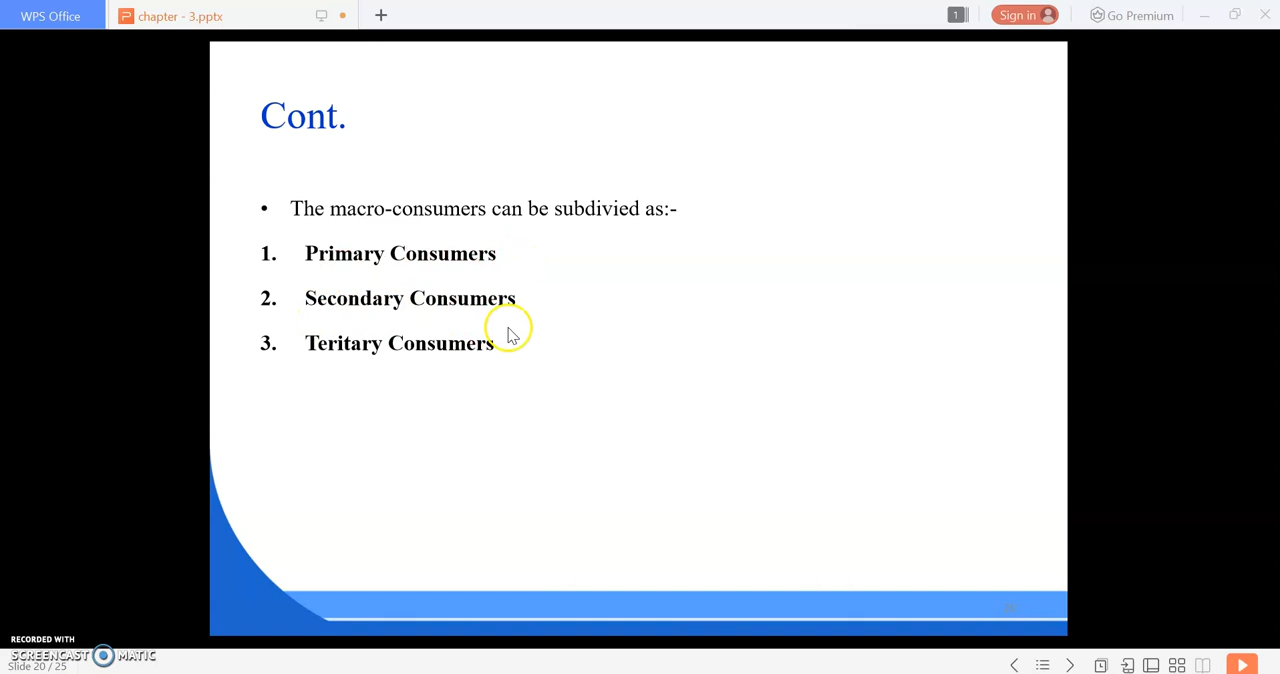 WPS Office
chapter - 3.pptx
1
Sign in
Go Premium
Cont.
• The macro-consumers can be subdivied as:-
1. Primary Consumers
2. Secondary Consumers
3. Teritary Consumers
RECORDED WITH
SCREENCAST MATIC
Slide 20 / 25